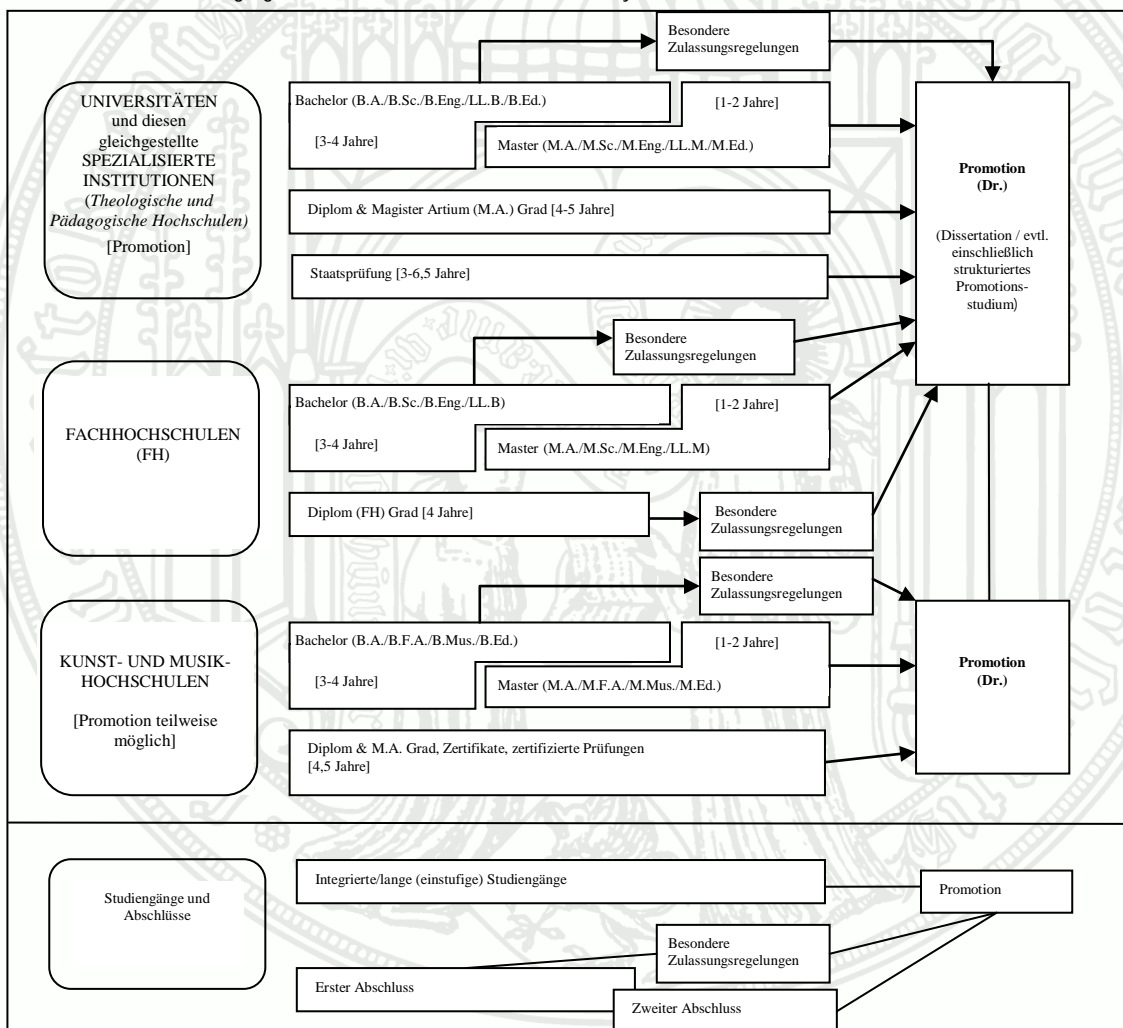 Besondere
Zulassungsregelungen
UNIVERSITÄTEN
und diesen
gleichgestellte
SPEZIALISIERTE
INSTITUTIONEN
(Theologische und
Pädagogische Hochschulen)
[Promotion]
Bachelor (B.A./B.Sc./B.Eng./LL.B./B.Ed.)
[1-2 Jahre]
[3-4 Jahre]
Master (M.A./M.Sc./M.Eng./LL.M./M.Ed.)
Diplom & Magister Artium (M.A.) Grad [4-5 Jahre]
Staatsprüfung [3-6,5 Jahre]
Promotion
(Dr.)
(Dissertation / evtl.
einschließlich
strukturiertes
Promotions-
studium)
Besondere
Zulassungsregelungen
FACHHOCHSCHULEN
(FH)
Bachelor (B.A./B.Sc./B.Eng./LL.B)
[1-2 Jahre]
[3-4 Jahre]
Master (M.A./M.Sc./M.Eng./LL.M)
Diplom (FH) Grad [4 Jahre]
Besondere
Zulassungsregelungen
Besondere
Zulassungsregelungen
KUNST- UND MUSIK-
HOCHSCHULEN
[Promotion teilweise
möglich]
Bachelor (B.A./B.F.A./B.Mus./B.Ed.)
[1-2 Jahre]
[3-4 Jahre]
Master (M.A./M.F.A./M.Mus./M.Ed.)
Diplom & M.A. Grad, Zertifikate, zertifizierte Prüfungen
[4,5 Jahre]
Promotion
(Dr.)
Studiengänge und
Abschlüsse
Integrierte/lange (einstufige) Studiengänge
Promotion
Besondere
Zulassungsregelungen
Erster Abschluss
Zweiter Abschluss